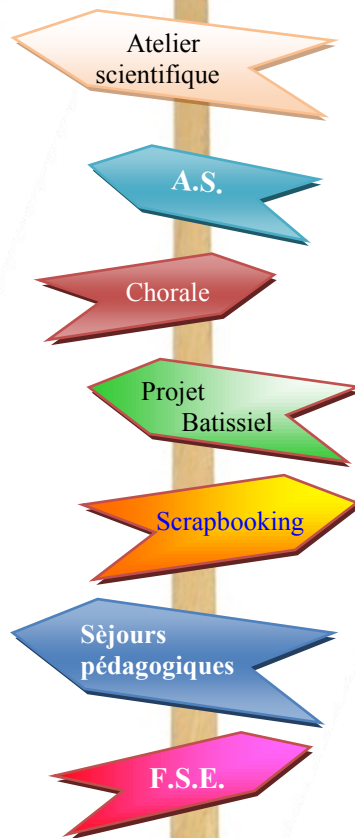 Atelier
scientifique
A.S.
Chorale
Projet
Batissiel
Scrapbooking
Sèjours
pédagogiques
F.S.E.